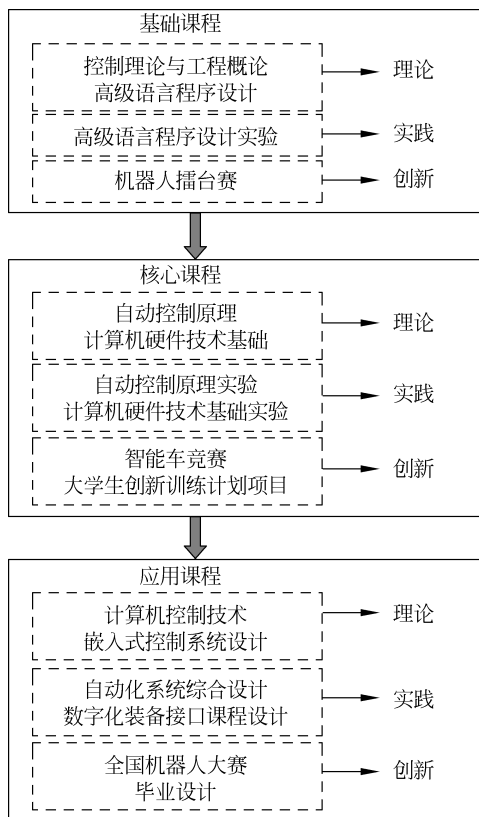 基础课程
控制理论与工程概论
高级语言程序设计
理论
高级语言程序设计实验
实践
机器人擂台赛
创新
核心课程
自动控制原理
计算机硬件技术基础
理论
自动控制原理实验
计算机硬件技术基础实验
实践
智能车竞赛
大学生创新训练计划项目
创新
应用课程
计算机控制技术
嵌入式控制系统设计
理论
自动化系统综合设计
数字化装备接口课程设计
实践
全国机器人大赛
毕业设计
创新